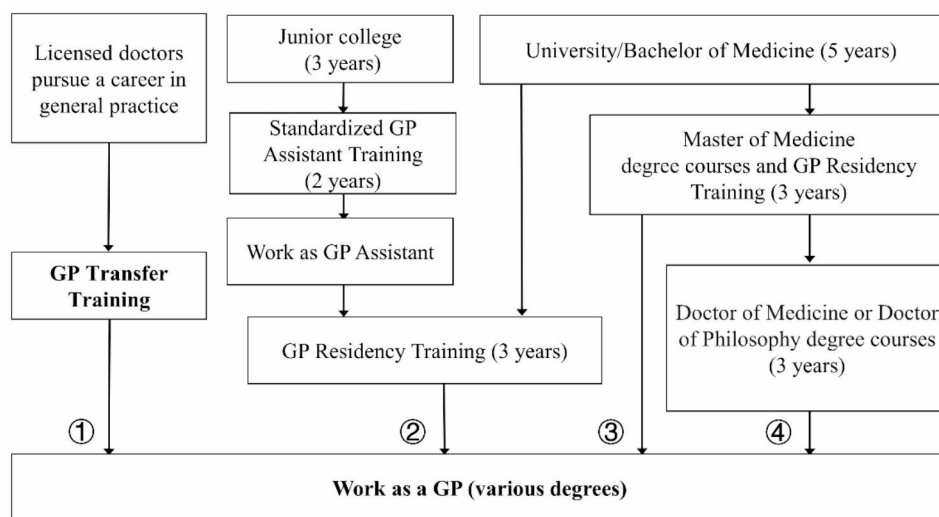 Licensed doctors
pursue a career in
general practice
GP Transfer
Training
Junior college
(3 years)
Standardized GP
Assistant Training
(2 years)
Work as GP Assistant
GP Residency Training (3 years)
University/Bachelor of Medicine (5 years)
Master of Medicine
degree courses and GP Residency
Training (3 years)
Doctor of Medicine or Doctor
of Philosophy degree courses
(3 years)
① ② ③ ④
Work as a GP (various degrees)